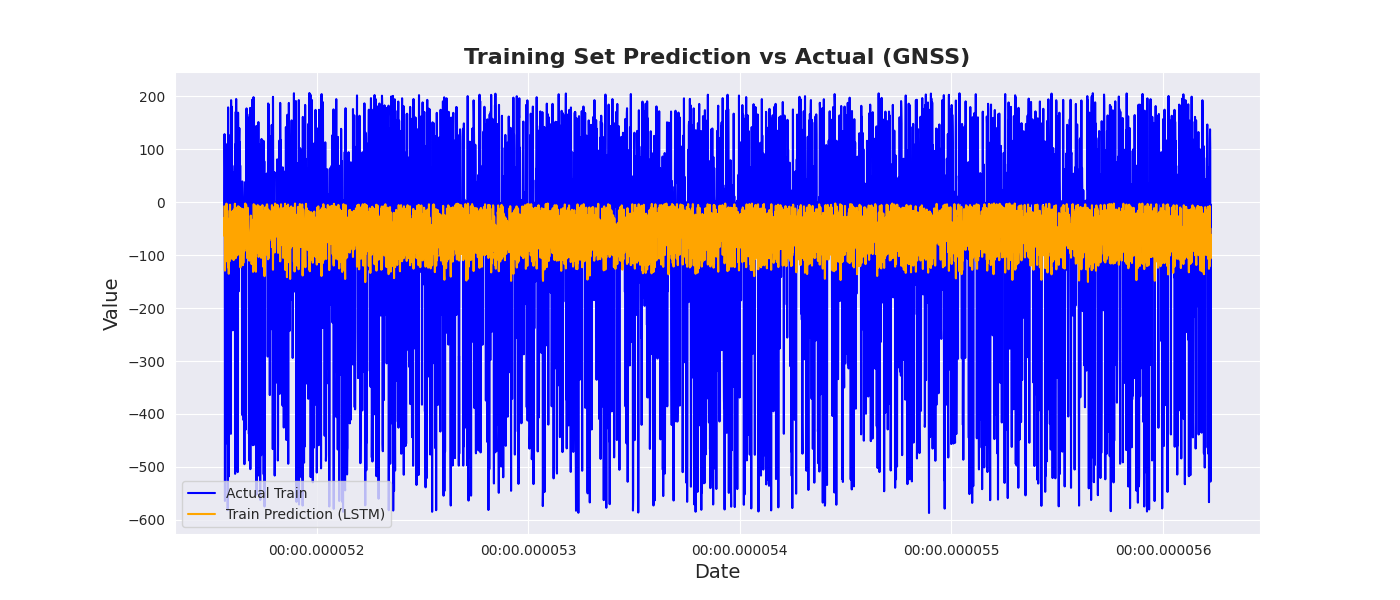 Training Set Prediction vs Actual (GNSS)
Value
200
100
0
−100
−200
−300
−400
−500
−600
Actual Train
Train Prediction (LSTM)
00:00.000052 00:00.000053 00:00.000054 00:00.000055 00:00.000056
Date